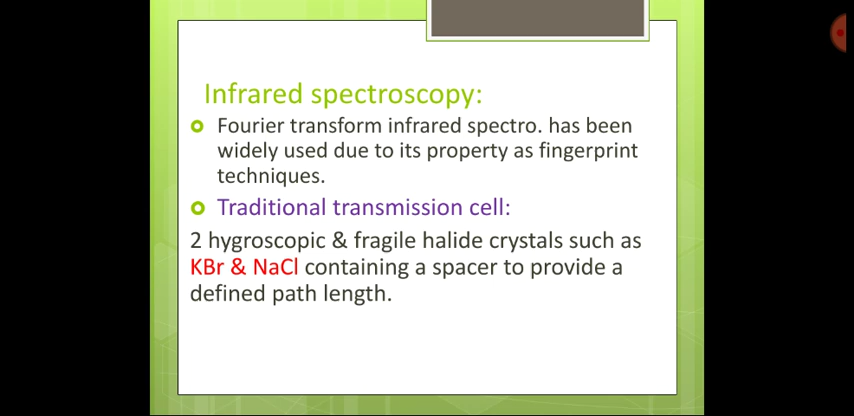 Infrared spectroscopy:
Fourier transform infrared spectro. has been
widely used due to its property as fingerprint
techniques.
Traditional transmission cell:
2 hygroscopic & fragile halide crystals such as
KBr & NaCl containing a spacer to provide a
defined path length.